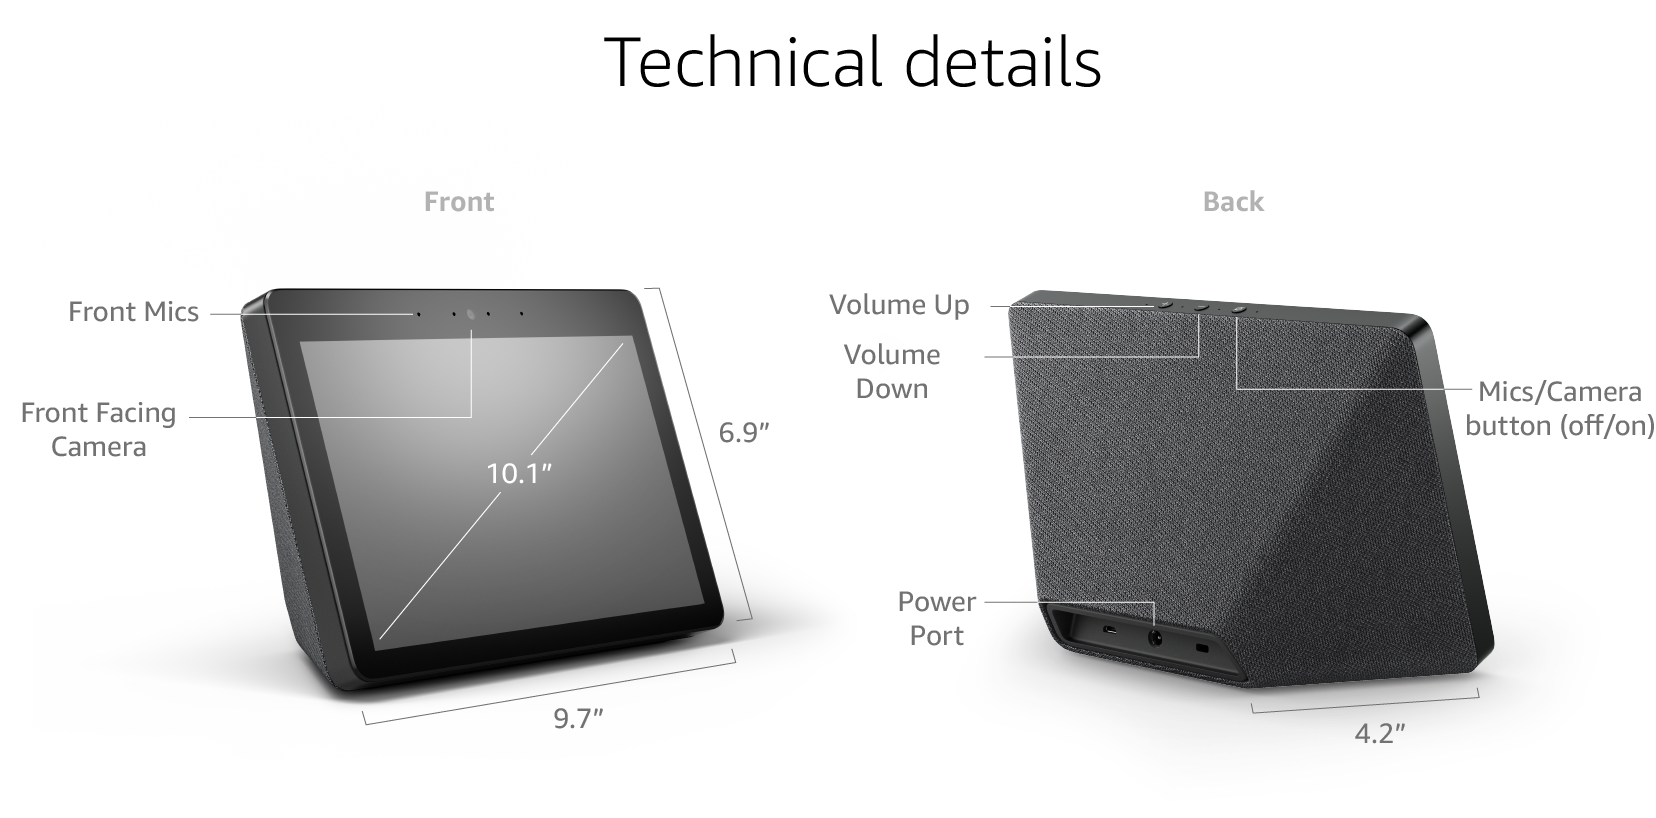 Technical details
Front
Back
Front Mics
Front Facing
Camera
10.1”
6.9”
9.7”
Volume Up
Volume
Down
Mics/Camera
button (off/on)
Power
Port
4.2”